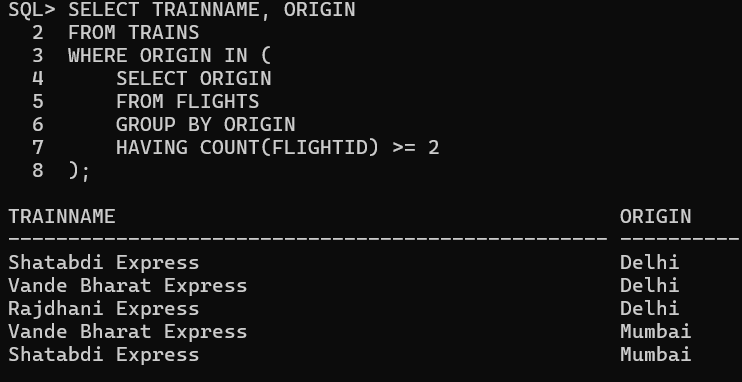 SQL> SELECT TRAINNAME, ORIGIN
  2  FROM TRAINS
  3  WHERE ORIGIN IN (
  4      SELECT ORIGIN
  5      FROM FLIGHTS
  6      GROUP BY ORIGIN
  7      HAVING COUNT(FLIGHTID) >= 2
  8  );
TRAINNAME                                          ORIGIN
-------------------------------------------------- ----------
Shatabdi Express                                   Delhi
Vande Bharat Express                               Delhi
Rajdhani Express                                   Delhi
Vande Bharat Express                               Mumbai
Shatabdi Express                                   Mumbai